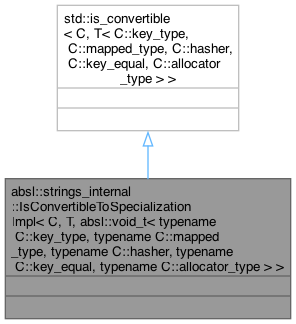 std::is_convertible
< C, T< C::key_type,
C::mapped_type, C::hasher,
C::key_equal, C::allocator
_type > >
absl::strings_internal
::IsConvertibleToSpecialization
Impl< C, T, absl::void_t< typename
C::key_type, typename C::mapped
_type, typename C::hasher, typename
C::key_equal, typename C::allocator_type > >